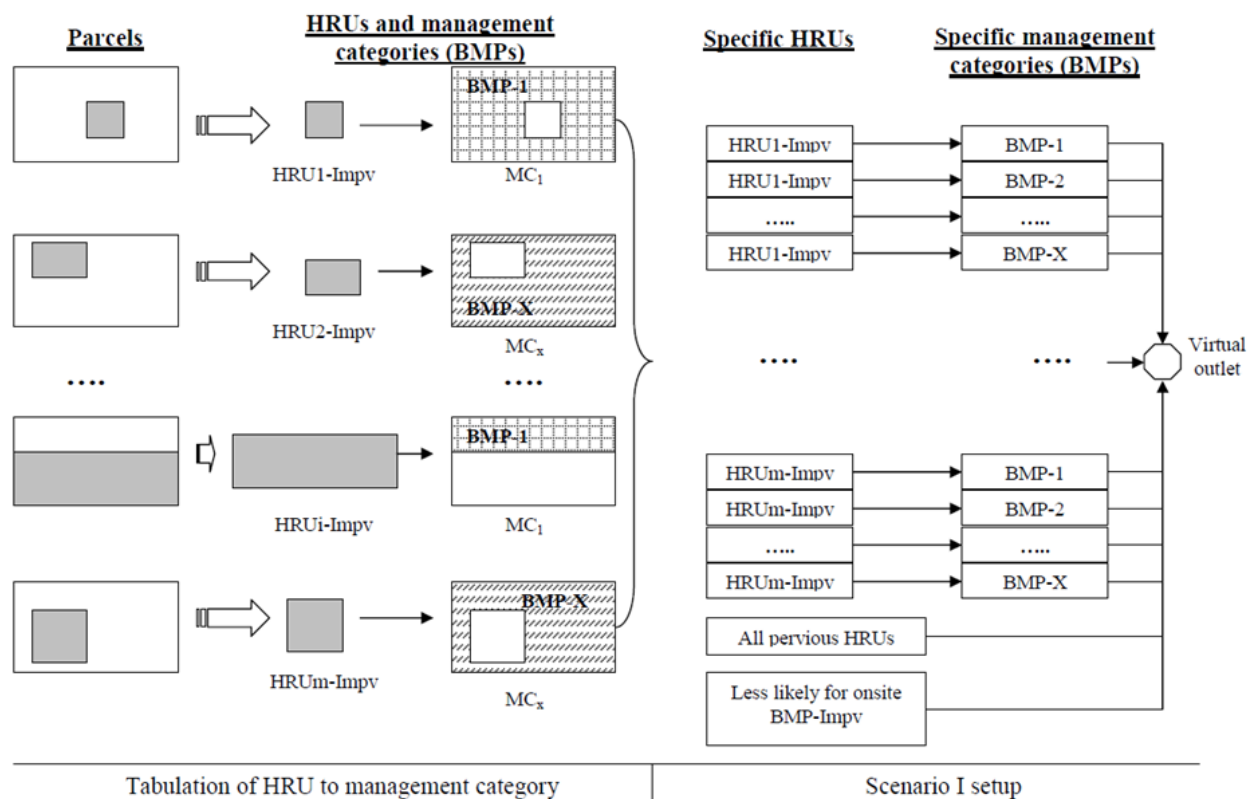 Parcels
HRUs and management
categories (BMPs)
BMP-1
HRU1-Impv
MC1
BMP-X
HRU2-Impv
MCx
....
....
BMP-1
HRUi-Impv
MC1
BMP-X
HRUm-Impv
MCx
Tabulation of HRU to management category
Specific HRUs
Specific management
categories (BMPs)
HRU1-Impv
BMP-1
HRU1-Impv
BMP-2
.....
.....
HRU1-Impv
BMP-X
....
....
Virtual
outlet
HRUm-Impv
BMP-1
HRUm-Impv
BMP-2
.....
.....
HRUm-Impv
BMP-X
All pervious HRUs
Less likely for onsite
BMP-Impv
Scenario I setup